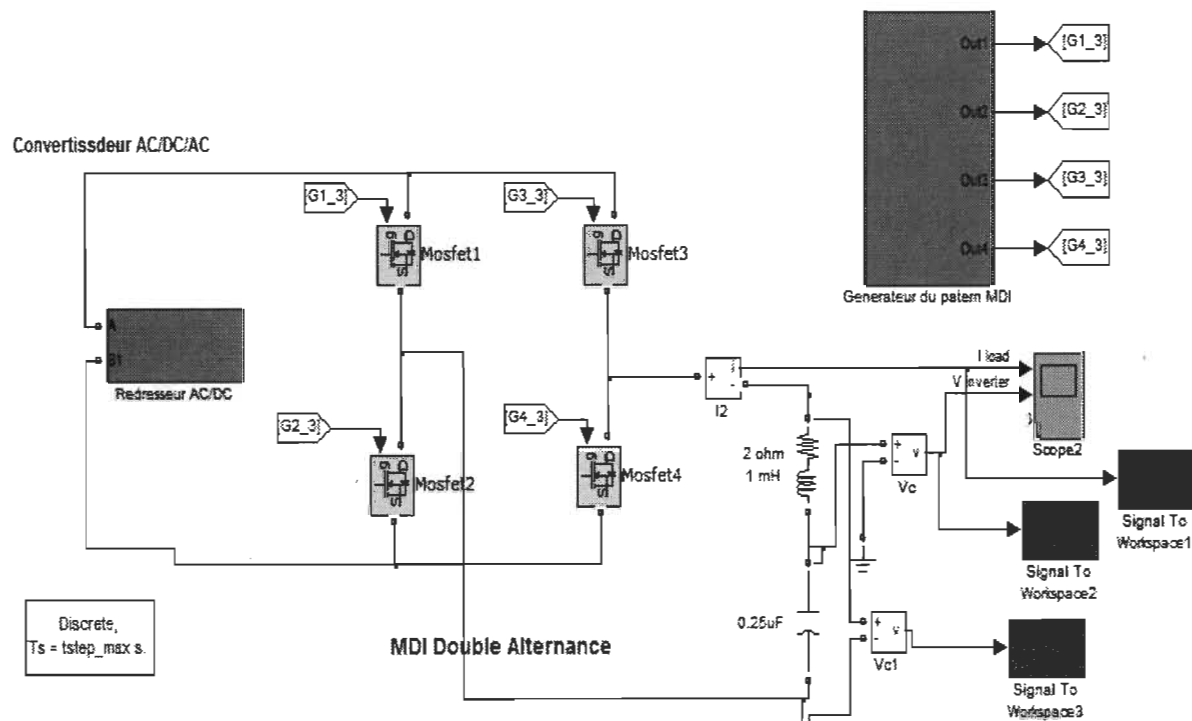 Out1
[G1_3]
Out2
[G2_3]
Out3
[G3_3]
Out4
[G4_3]
Generateur du patern MDI
Convertissdeur AC/DC/AC
[G1_3]
[G3_3]
Mosfet1
Mosfet3
A
B1
Redresseur AC/DC
[G2_3]
[G4_3]
Mosfet2
Mosfet4
+
-
i
I2
I load
V inverter
Scope2
2 ohm
1 mH
+
-
v
Vc
Signal To
Workspace1
Signal To
Workspace2
0.25uF
+
-
v
Vc1
Signal To
Workspace3
Discrete,
Ts = tstep_max s.
MDI Double Alternance